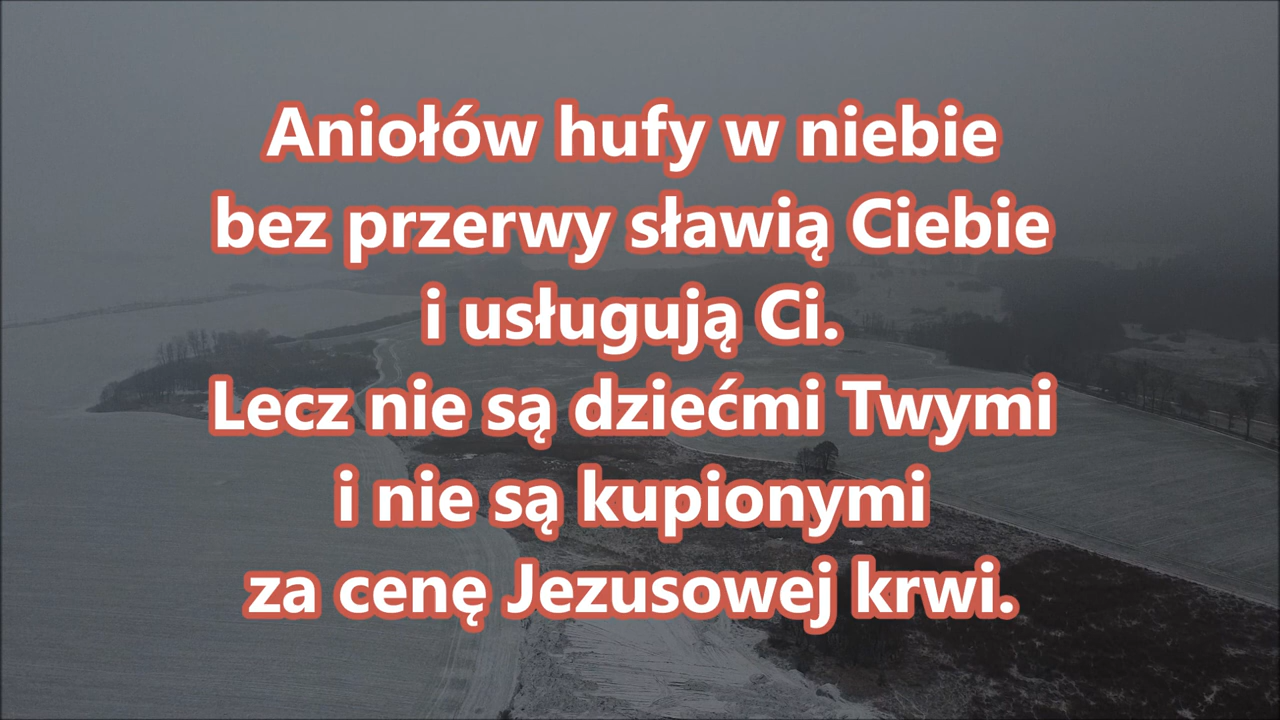 Aniołów hufy w niebie
bez przerwy sławią Ciebie
i usługują Ci.
Lecz nie są dziećmi Twymi
i nie są kupionymi
za cenę Jezusowej krwi.